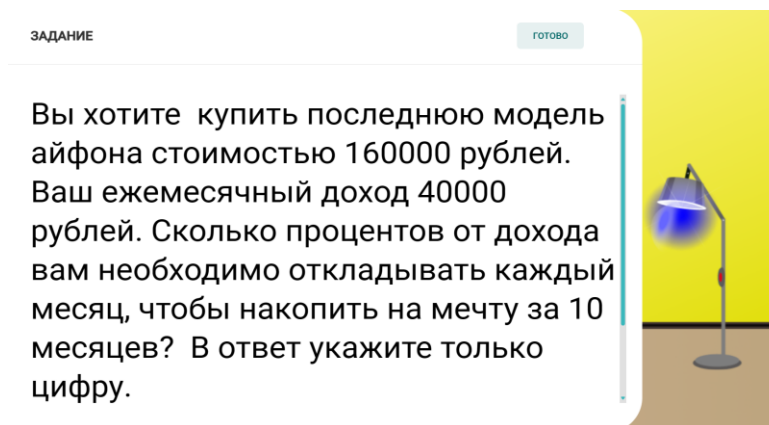 ЗАДАНИЕ
ГОТОВО
Вы хотите  купить последнюю модель
айфона стоимостью 160000 рублей.
Ваш ежемесячный доход 40000
рублей. Сколько процентов от дохода
вам необходимо откладывать каждый
месяц, чтобы накопить на мечту за 10
месяцев?  В ответ укажите только
цифру.